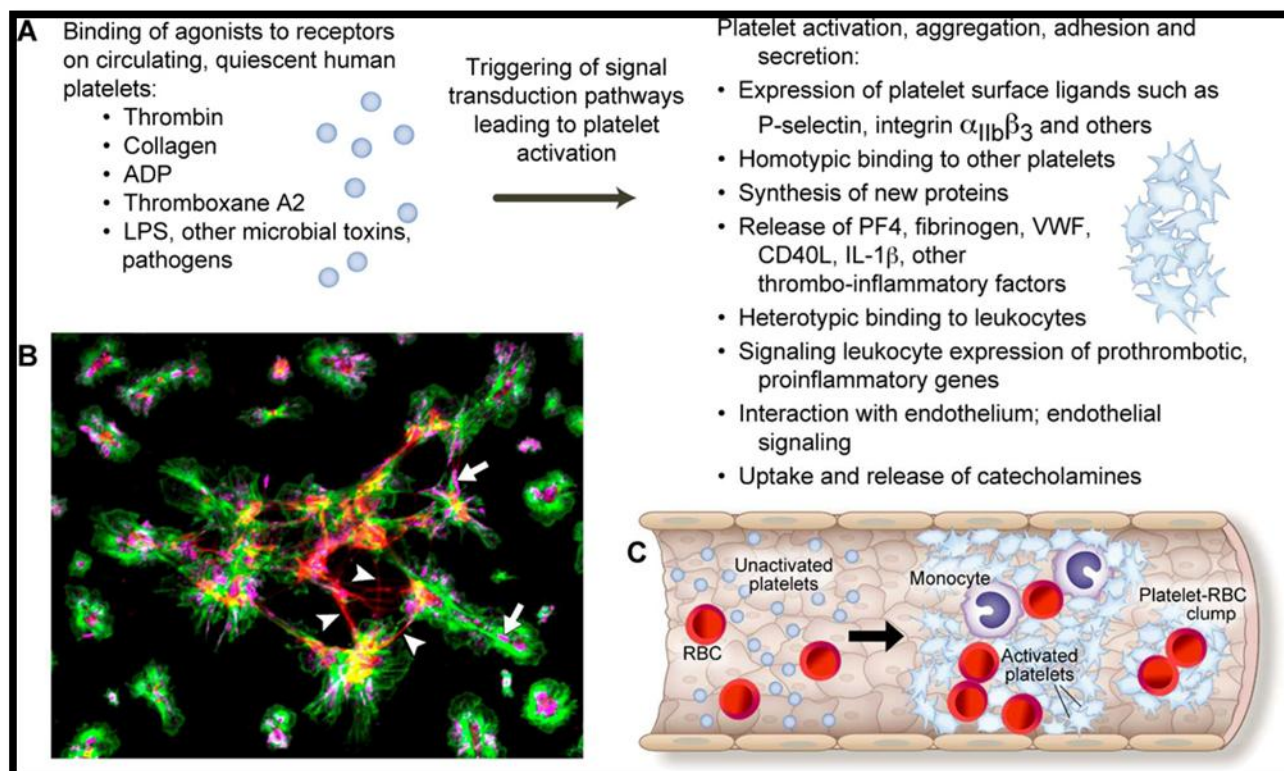 A
Binding of agonists to receptors
on circulating, quiescent human
platelets:
• Thrombin
• Collagen
• ADP
• Thromboxane A2
• LPS, other microbial toxins,
pathogens
Triggering of signal
transduction pathways
leading to platelet
activation
Platelet activation, aggregation, adhesion and
secretion:
• Expression of platelet surface ligands such as
P-selectin, integrin αIIbβ3 and others
• Homotypic binding to other platelets
• Synthesis of new proteins
• Release of PF4, fibrinogen, VWF,
CD40L, IL-1β, other
thrombo-inflammatory factors
• Heterotypic binding to leukocytes
• Signaling leukocyte expression of prothrombotic,
proinflammatory genes
• Interaction with endothelium; endothelial
signaling
• Uptake and release of catecholamines
B
C
Unactivated
platelets
RBC
Monocyte
Activated
platelets
Platelet-RBC
clump